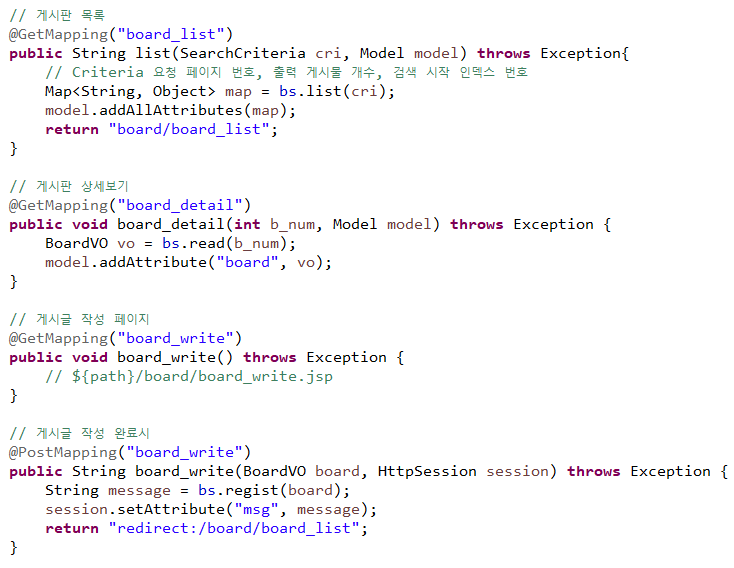 // 게시판 목록
@GetMapping("board_list")
public String list(SearchCriteria cri, Model model) throws Exception{
    // Criteria 요청 페이지 번호, 출력 게시물 개수, 검색 시작 인덱스 번호
    Map<String, Object> map = bs.list(cri);
    model.addAllAttributes(map);
    return "board/board_list";
}

// 게시판 상세보기
@GetMapping("board_detail")
public void board_detail(int b_num, Model model) throws Exception {
    BoardVO vo = bs.read(b_num);
    model.addAttribute("board", vo);
}

// 게시글 작성 페이지
@GetMapping("board_write")
public void board_write() throws Exception {
    // ${path}/board/board_write.jsp
}

// 게시글 작성 완료시
@PostMapping("board_write")
public String board_write(BoardVO board, HttpSession session) throws Exception {
    String message = bs.regist(board);
    session.setAttribute("msg", message);
    return "redirect:/board/board_list";
}